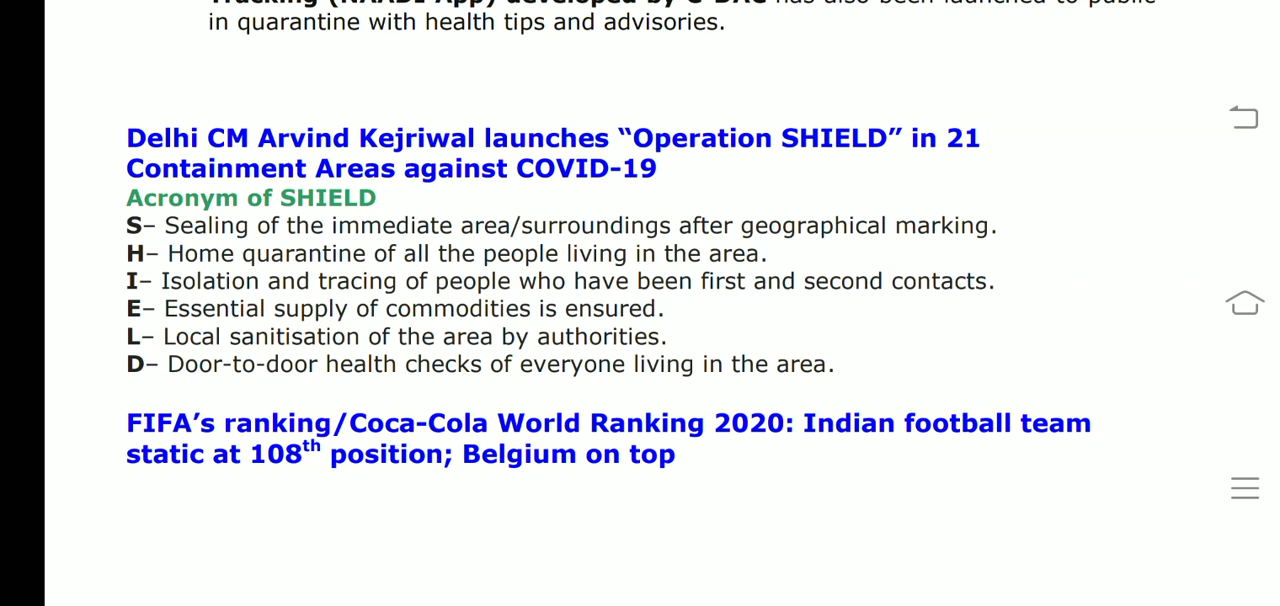 in quarantine with health tips and advisories.
Delhi CM Arvind Kejriwal launches “Operation SHIELD” in 21
Containment Areas against COVID-19
Acronym of SHIELD
S– Sealing of the immediate area/surroundings after geographical marking.
H– Home quarantine of all the people living in the area.
I– Isolation and tracing of people who have been first and second contacts.
E– Essential supply of commodities is ensured.
L– Local sanitisation of the area by authorities.
D– Door-to-door health checks of everyone living in the area.
FIFA’s ranking/Coca-Cola World Ranking 2020: Indian football team
static at 108th position; Belgium on top